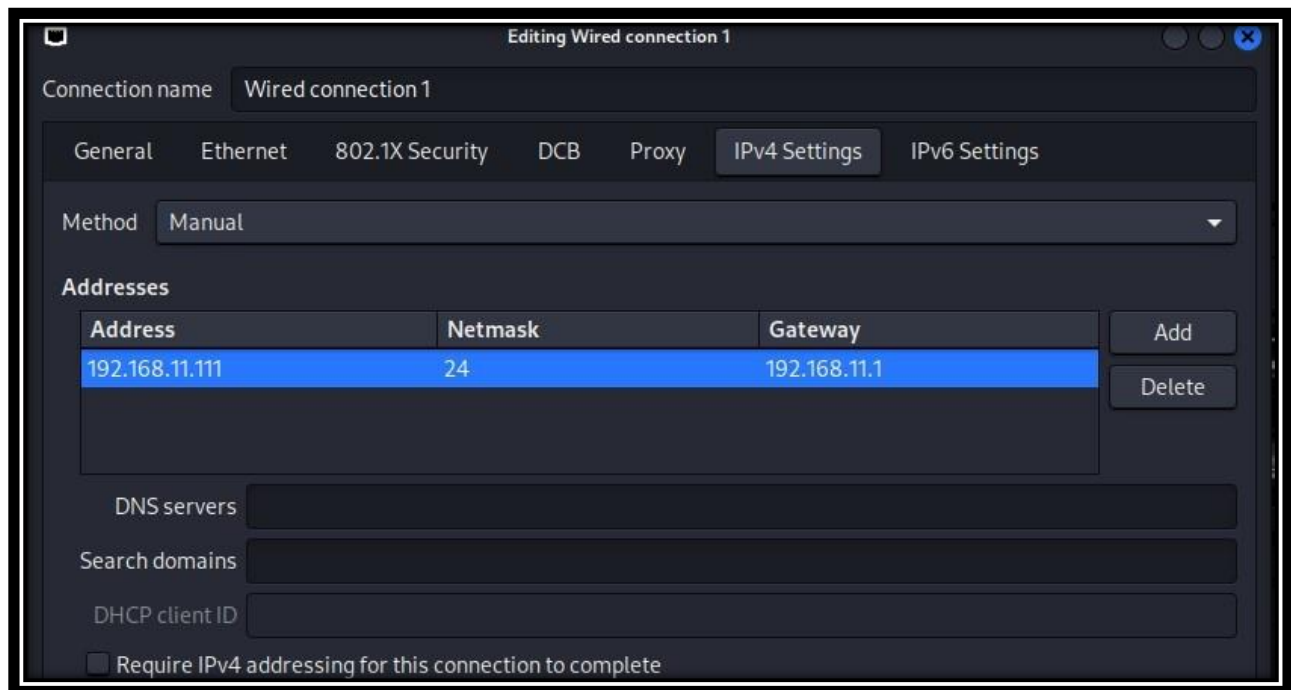 Editing Wired connection 1
Connection name Wired connection 1
General Ethernet 802.1X Security DCB Proxy IPv4 Settings IPv6 Settings
Method Manual
Addresses
Address Netmask Gateway Add
192.168.11.111 24 192.168.11.1
Delete
DNS servers
Search domains
DHCP client ID
Require IPv4 addressing for this connection to complete